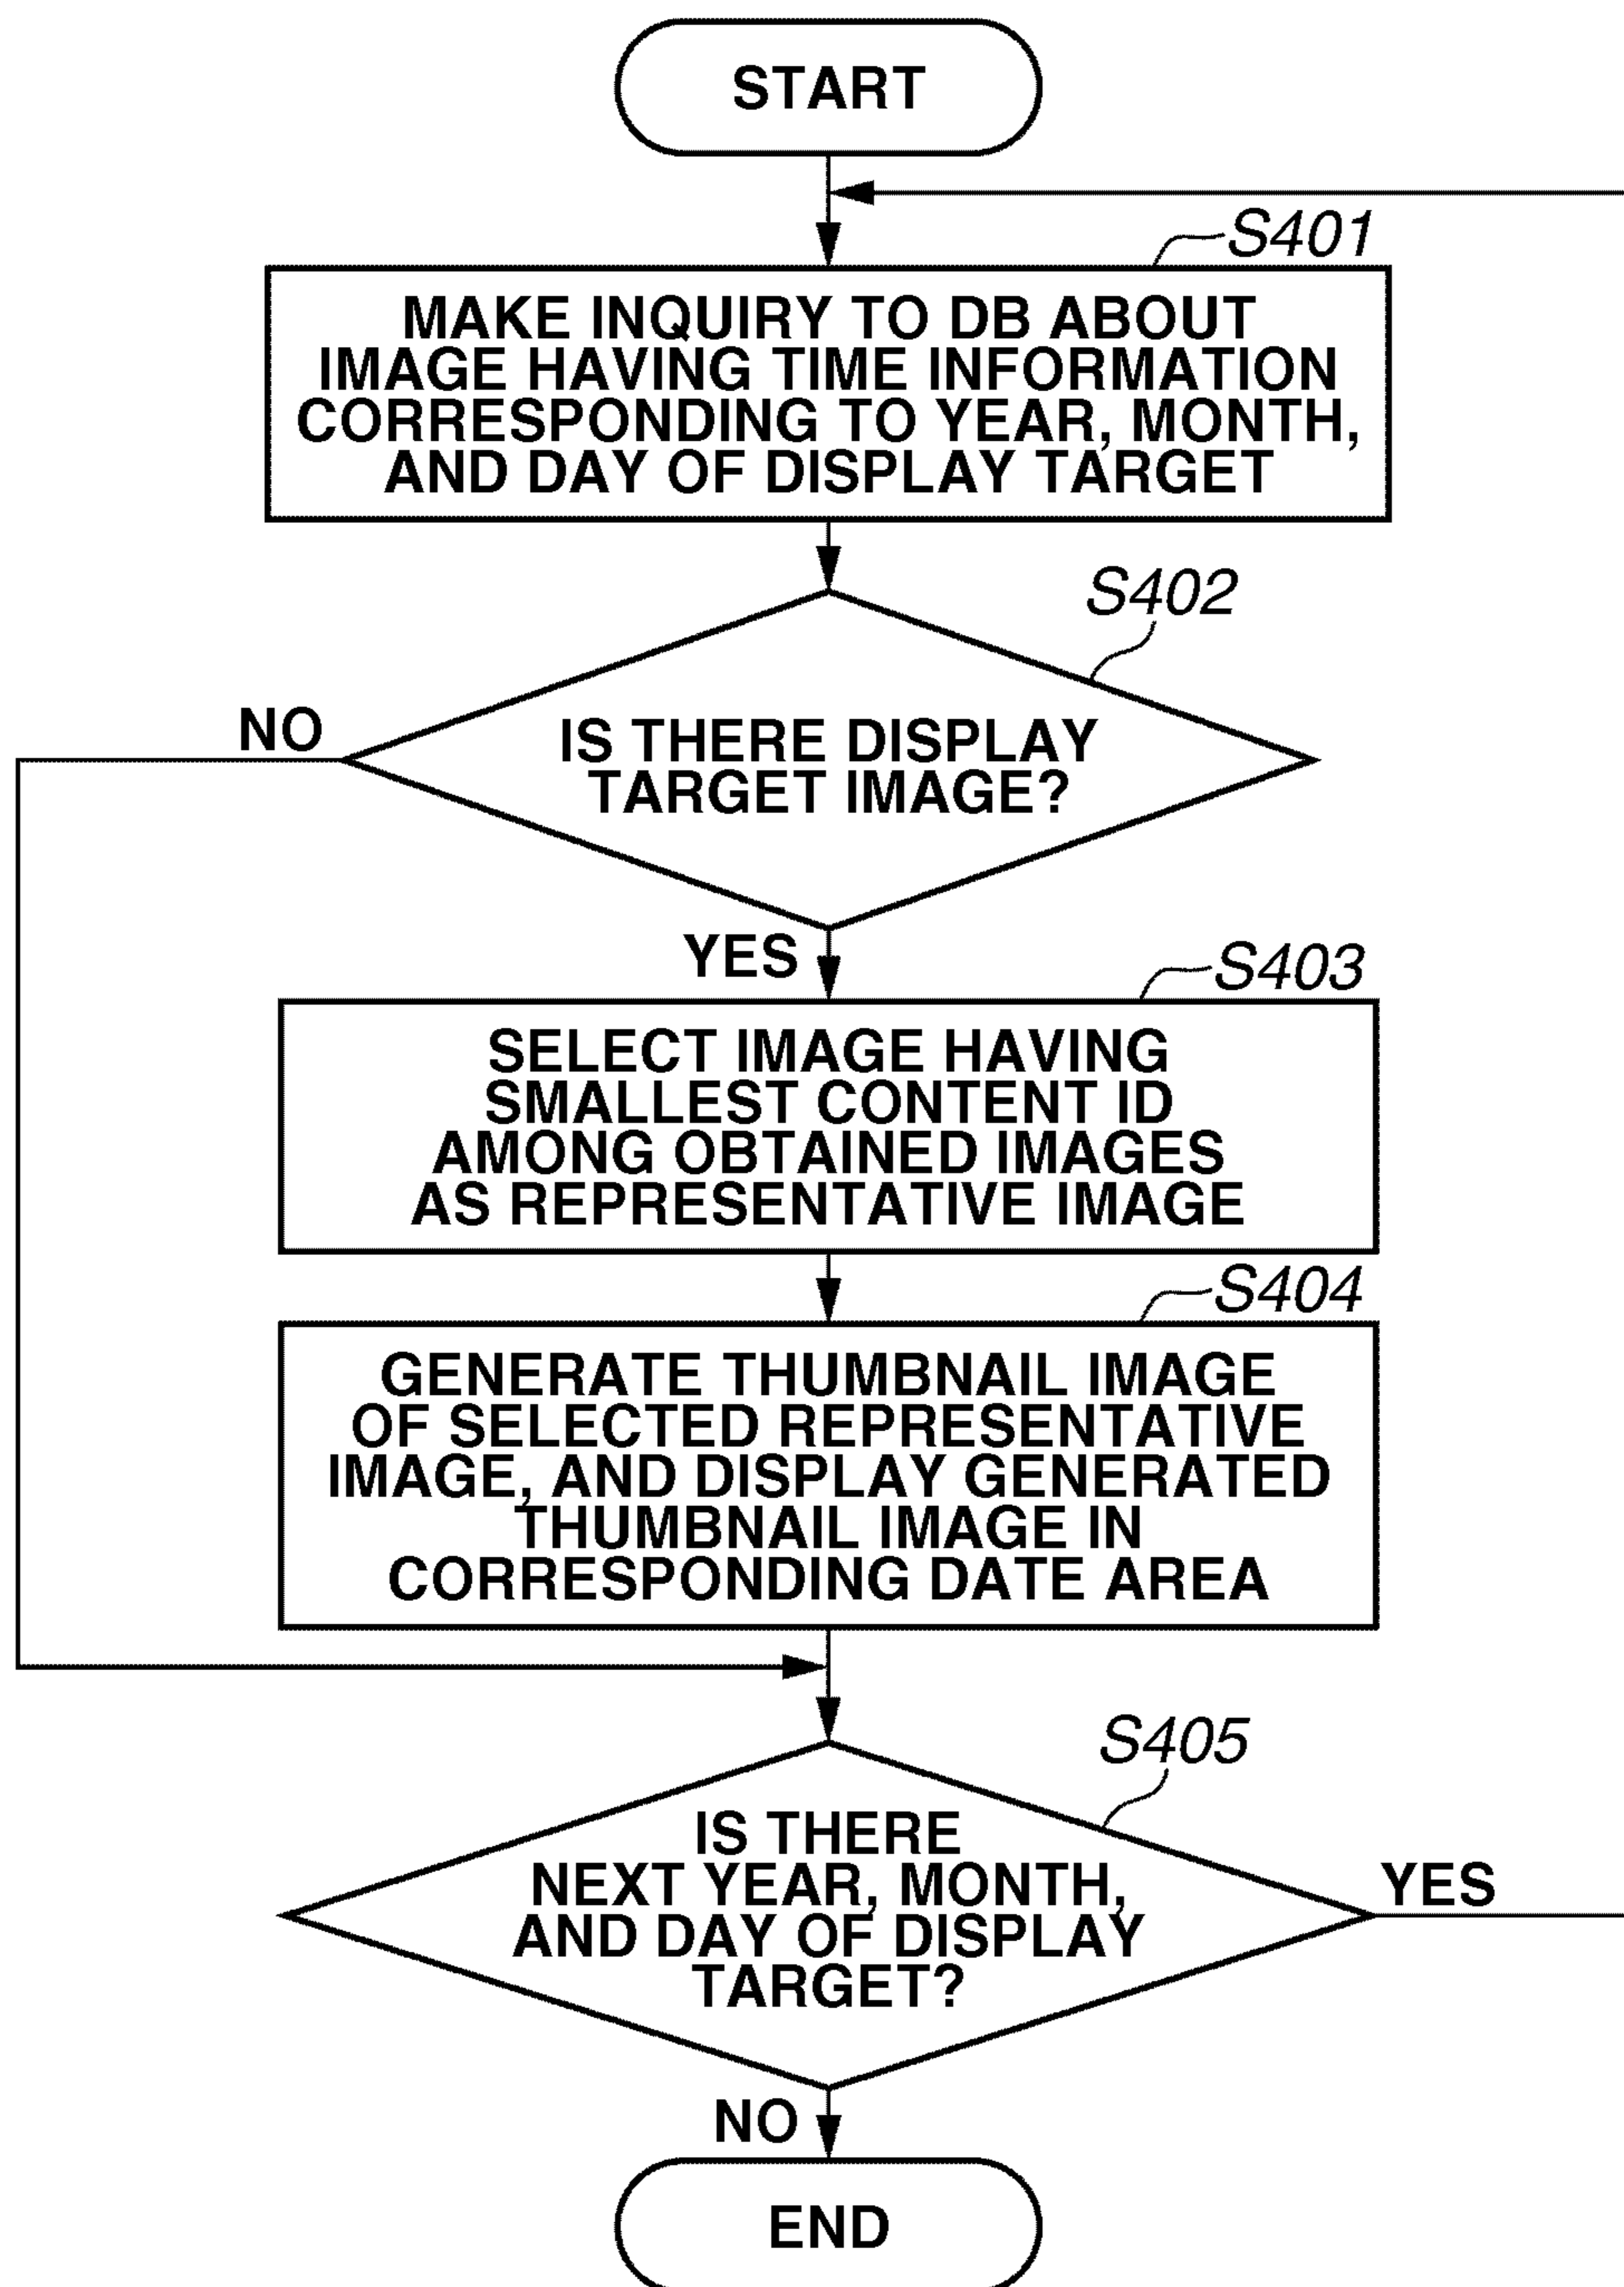 START
S401
MAKE INQUIRY TO DB ABOUT
IMAGE HAVING TIME INFORMATION
CORRESPONDING TO YEAR, MONTH,
AND DAY OF DISPLAY TARGET
S402
NO
IS THERE DISPLAY
TARGET IMAGE?
YES
S403
SELECT IMAGE HAVING
SMALLEST CONTENT ID
AMONG OBTAINED IMAGES
AS REPRESENTATIVE IMAGE
S404
GENERATE THUMBNAIL IMAGE
OF SELECTED REPRESENTATIVE
IMAGE, AND DISPLAY GENERATED
THUMBNAIL IMAGE IN
CORRESPONDING DATE AREA
S405
IS THERE
NEXT YEAR, MONTH,
AND DAY OF DISPLAY
TARGET?
YES
NO
END